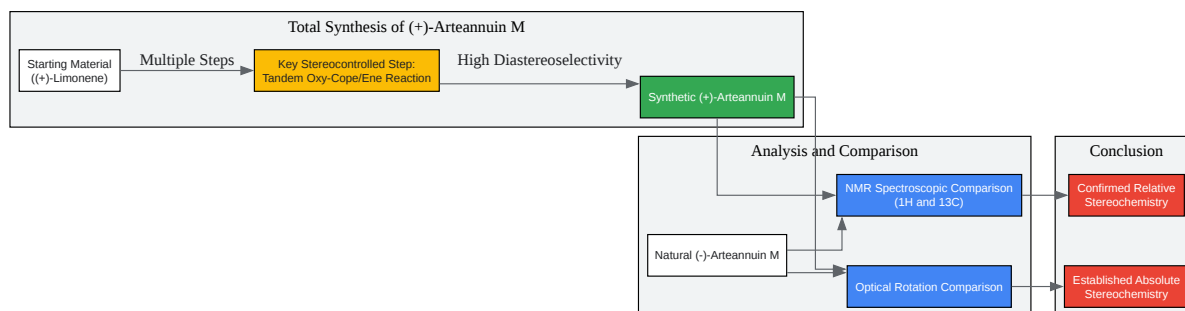 Total Synthesis of (+)-Arteannuin M
Starting Material
((+)-Limonene)
Multiple Steps
Key Stereocontrolled Step:
Tandem Oxy-Cope/Ene Reaction
High Diastereoselectivity
Synthetic (+)-Arteannuin M
Analysis and Comparison
NMR Spectroscopic Comparison
(1H and 13C)
Natural (-)-Arteannuin M
Optical Rotation Comparison
Conclusion
Confirmed Relative
Stereochemistry
Established Absolute
Stereochemistry